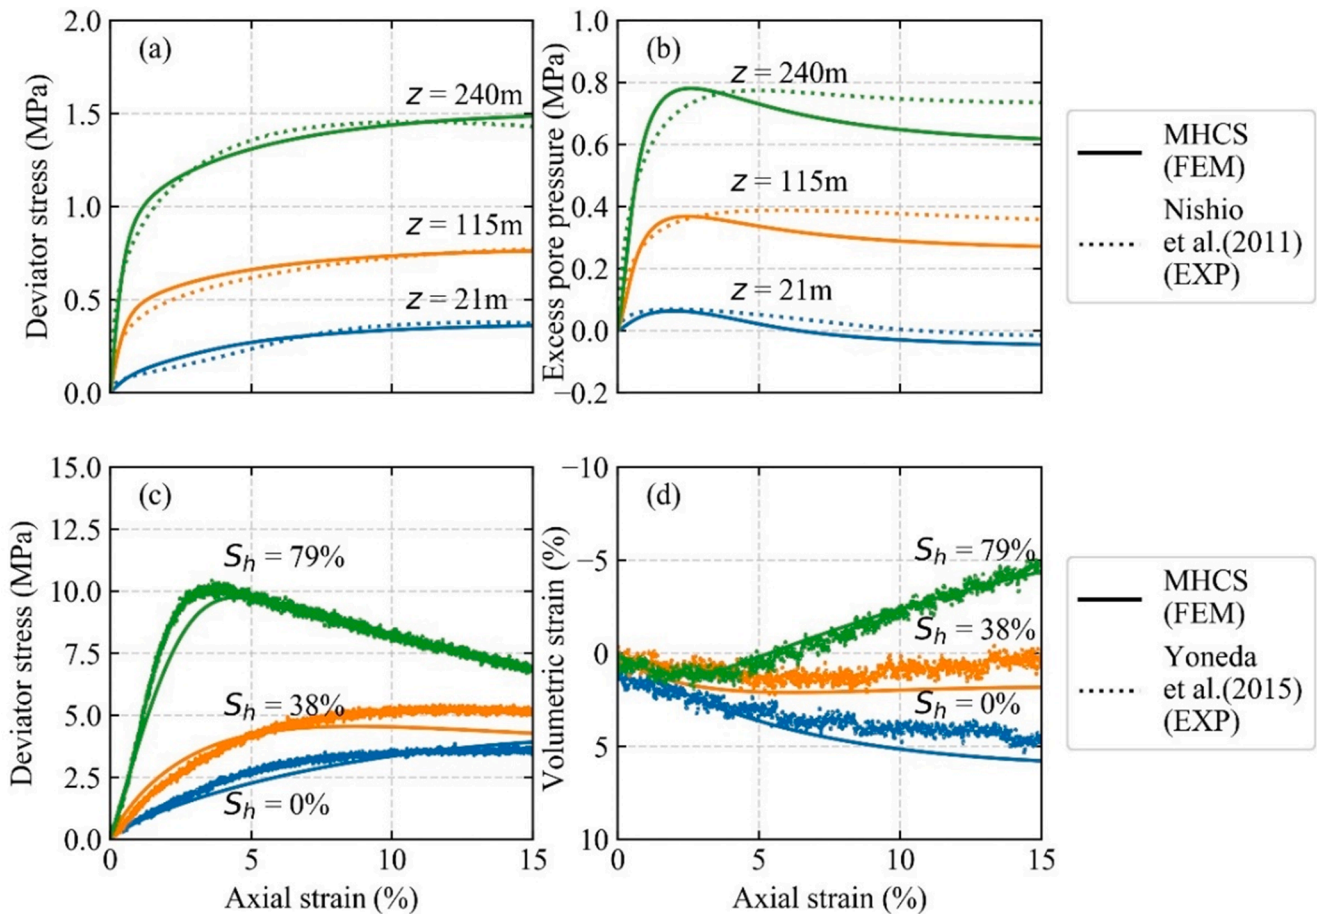 (a)
Deviator stress (MPa)
2.0
1.5
1.0
0.5
0.0
z = 240m
z = 115m
z = 21m
(b)
Excess pore pressure (MPa)
1.0
0.8
0.6
0.4
0.2
0.0
−0.2
z = 240m
z = 115m
z = 21m
MHCS
(FEM)
Nishio
et al.(2011)
(EXP)
(c)
Deviator stress (MPa)
15.0
12.5
10.0
7.5
5.0
2.5
0.0
Sh = 79%
Sh = 38%
Sh = 0%
0 5 10 15
Axial strain (%)
(d)
Volumetric strain (%)
−10
−5
0
5
10
Sh = 79%
Sh = 38%
Sh = 0%
0 5 10 15
Axial strain (%)
MHCS
(FEM)
Yoneda
et al.(2015)
(EXP)